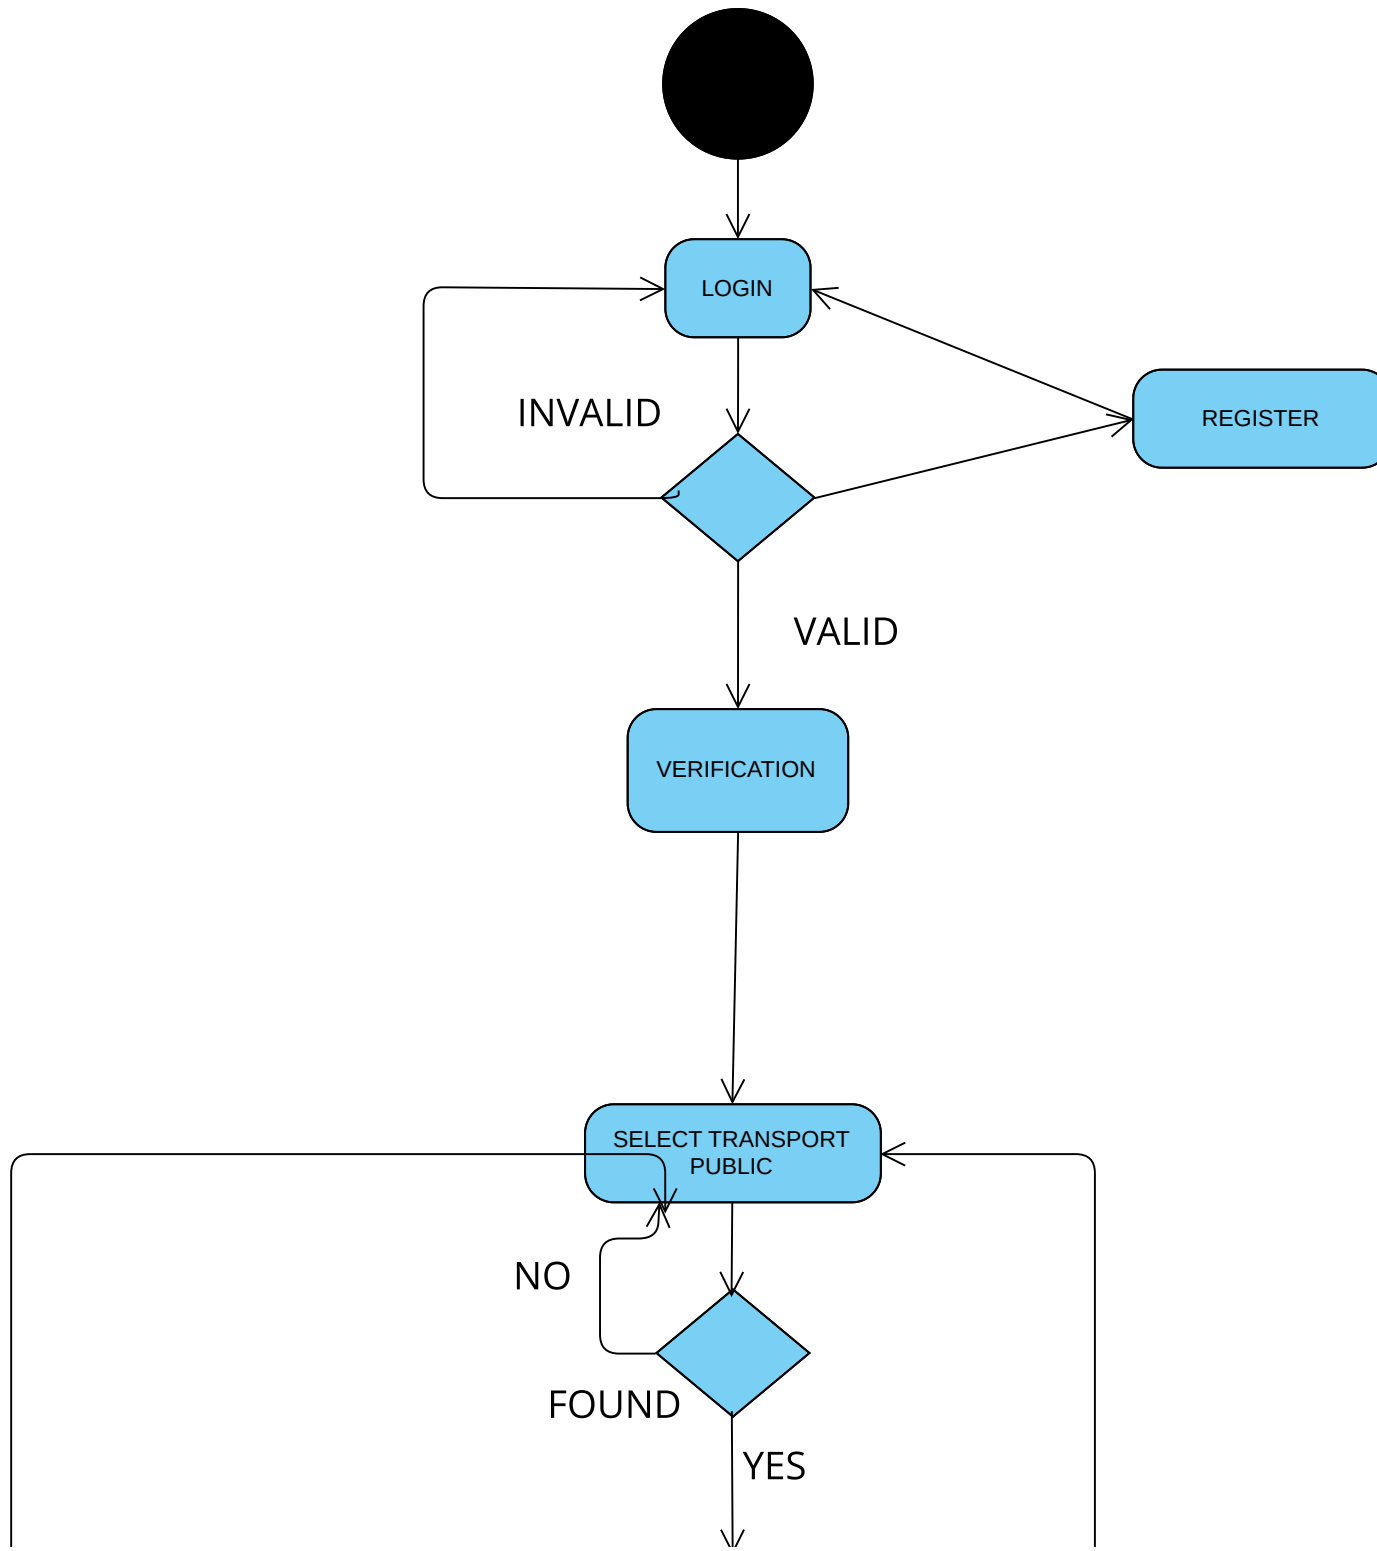 LOGIN
INVALID
REGISTER
VALID
VERIFICATION
SELECT TRANSPORT
PUBLIC
NO
FOUND
YES